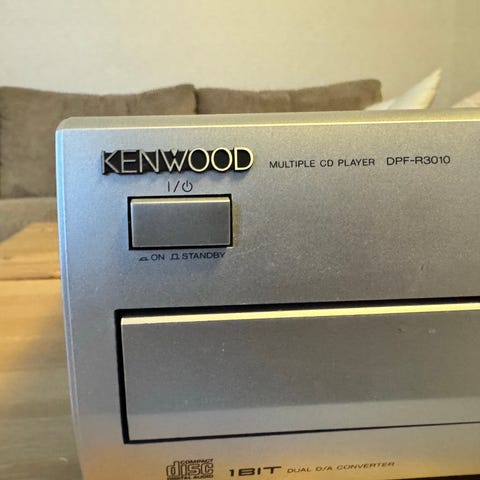 KENWOOD MULTIPLE CD PLAYER DPF-R3010
I/⏻
ON STANDBY
COMPACT
disc
DIGITAL AUDIO
1BIT DUAL D/A CONVERTER